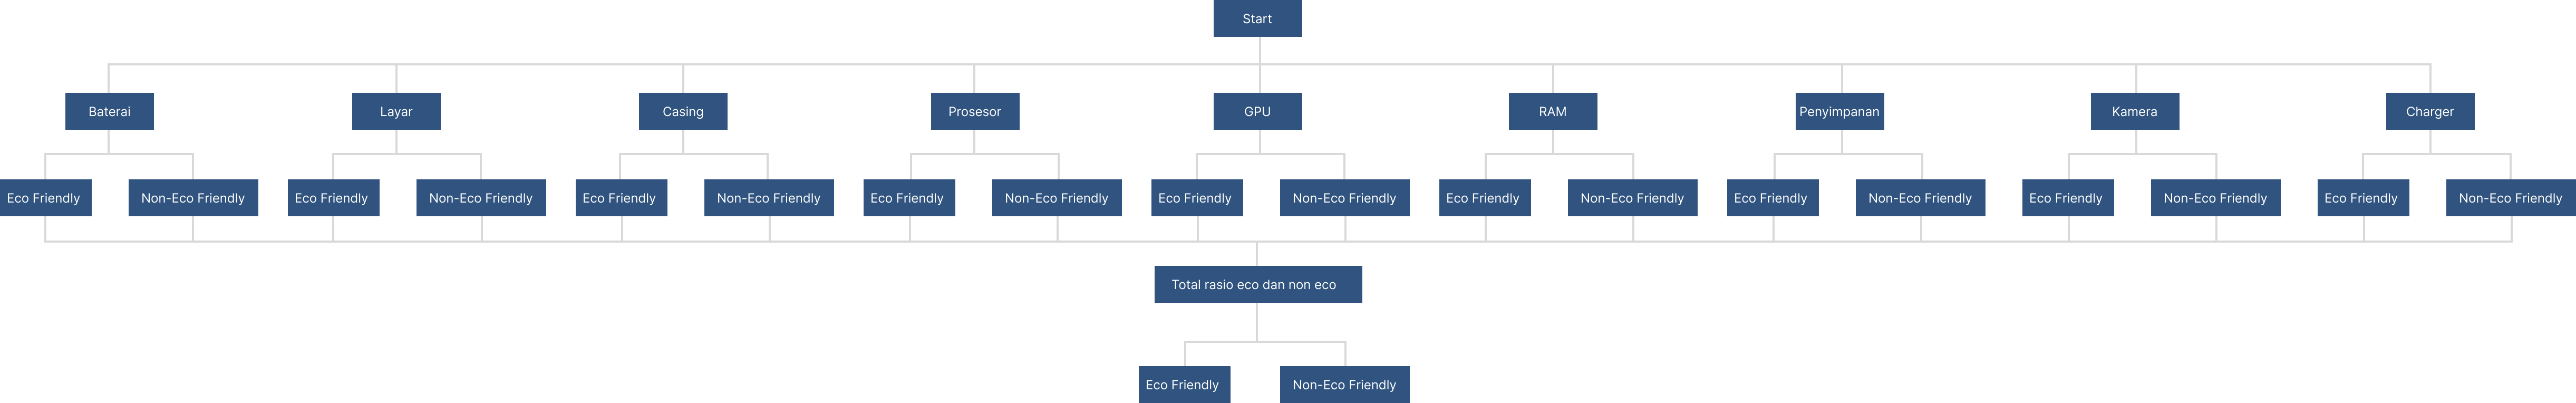 Start
Baterai
Layar
Casing
Prosesor
GPU
RAM
Penyimpanan
Kamera
Charger
Eco Friendly
Non-Eco Friendly
Eco Friendly
Non-Eco Friendly
Eco Friendly
Non-Eco Friendly
Eco Friendly
Non-Eco Friendly
Eco Friendly
Non-Eco Friendly
Eco Friendly
Non-Eco Friendly
Eco Friendly
Non-Eco Friendly
Eco Friendly
Non-Eco Friendly
Eco Friendly
Non-Eco Friendly
Total rasio eco dan non eco
Eco Friendly
Non-Eco Friendly